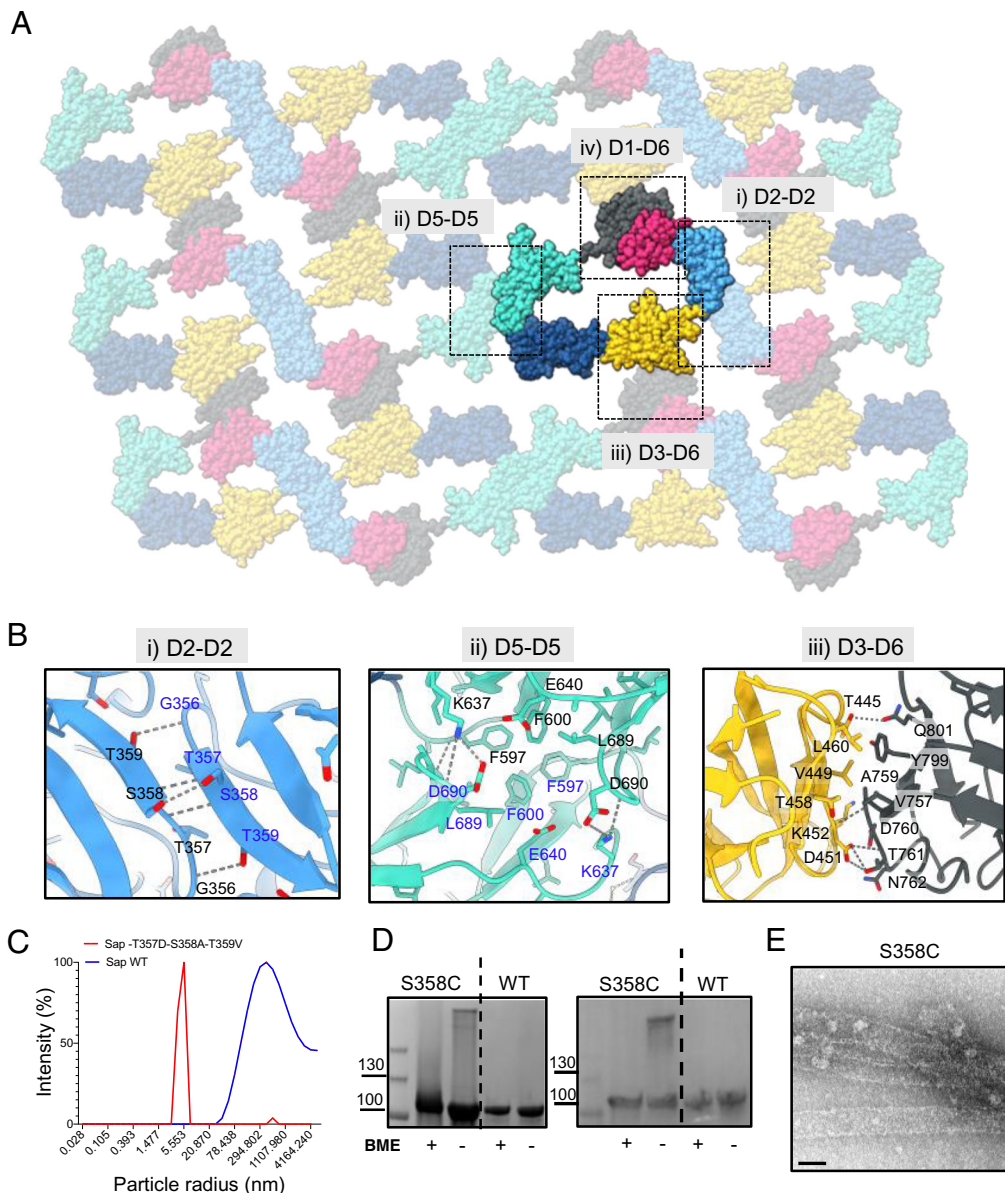 A
iv) D1-D6
i) D2-D2
ii) D5-D5
iii) D3-D6
B
i) D2-D2
ii) D5-D5
iii) D3-D6
G356
T359
T357
S358
S358
T357
T359
G356
E640
K637
F600
L689
F597
D690
D690
F597
L689
F600
E640
K637
T445
Q801
L460
Y799
V449
A759
T458
V757
K452
D760
D451
T761
N762
C
Sap -T357D-S358A-T359V
Sap WT
Intensity (%)
100
50
0
0.028
0.105
0.393
1.477
5.553
20.870
78.438
294.802
1107.980
4164.240
Particle radius (nm)
D
S358C WT
S358C WT
130
100
130
100
BME + - + -
+ - + -
E
S358C